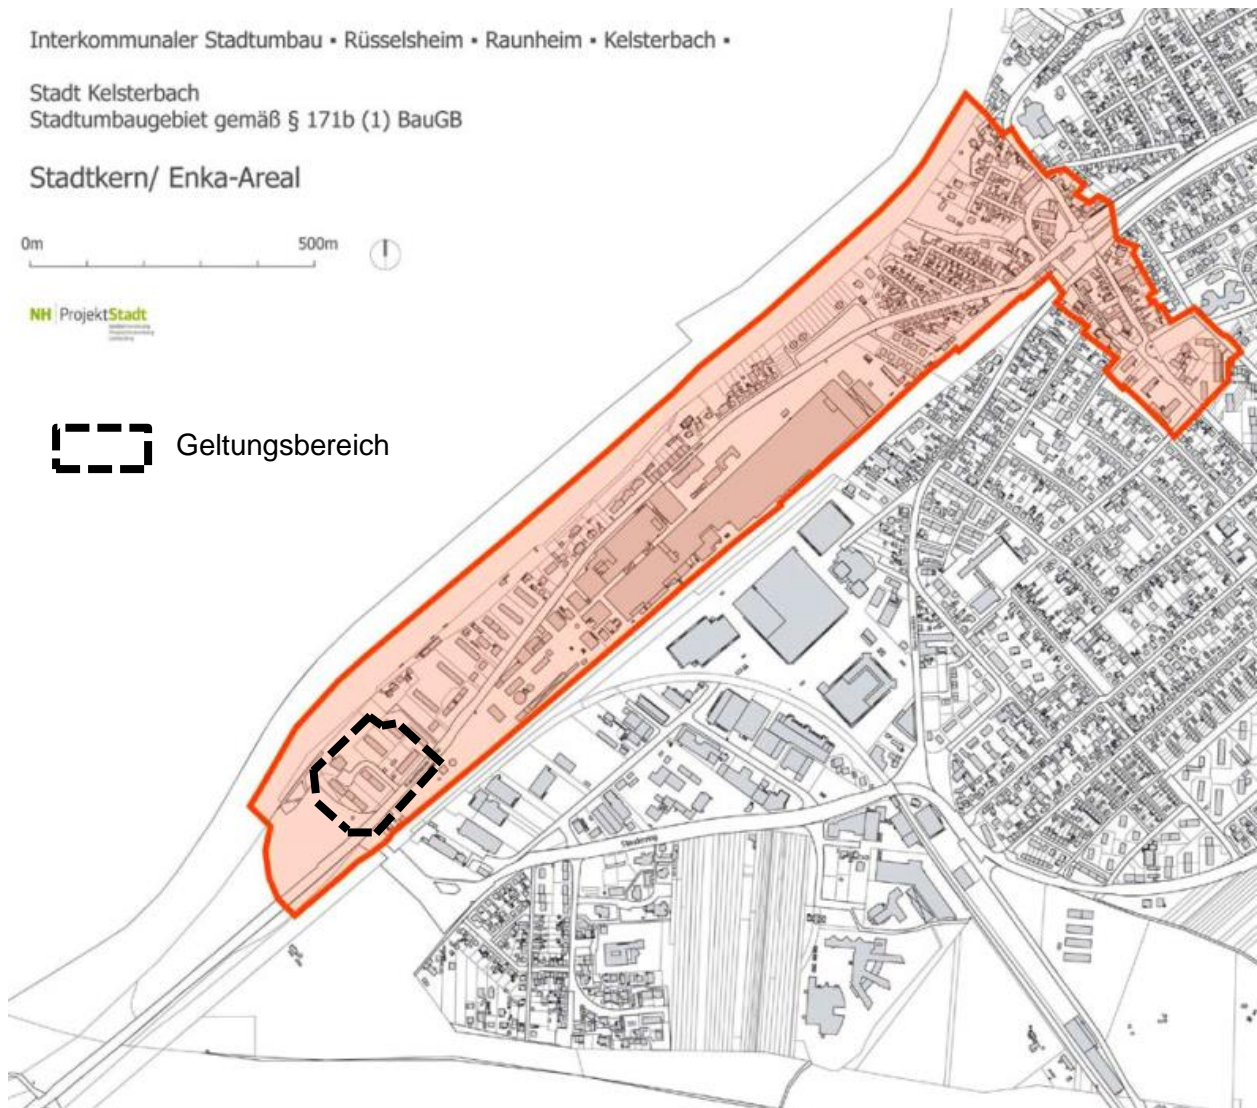 Interkommunaler Stadtumbau ▪ Rüsselsheim ▪ Raunheim ▪ Kelsterbach ▪
Stadt Kelsterbach
Stadtumbaugebiet gemäß § 171b (1) BauGB
Stadtkern/ Enka-Areal
0m 500m
NH ProjektStadt
Geltungsbereich